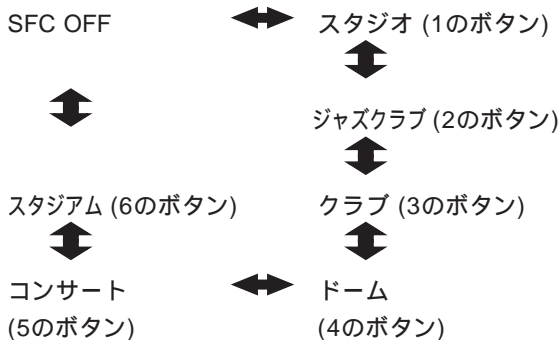 SFC OFF
スタジオ (1のボタン)
ジャズクラブ (2のボタン)
スタジアム (6のボタン)
クラブ (3のボタン)
コンサート
(5のボタン)
ドーム
(4のボタン)